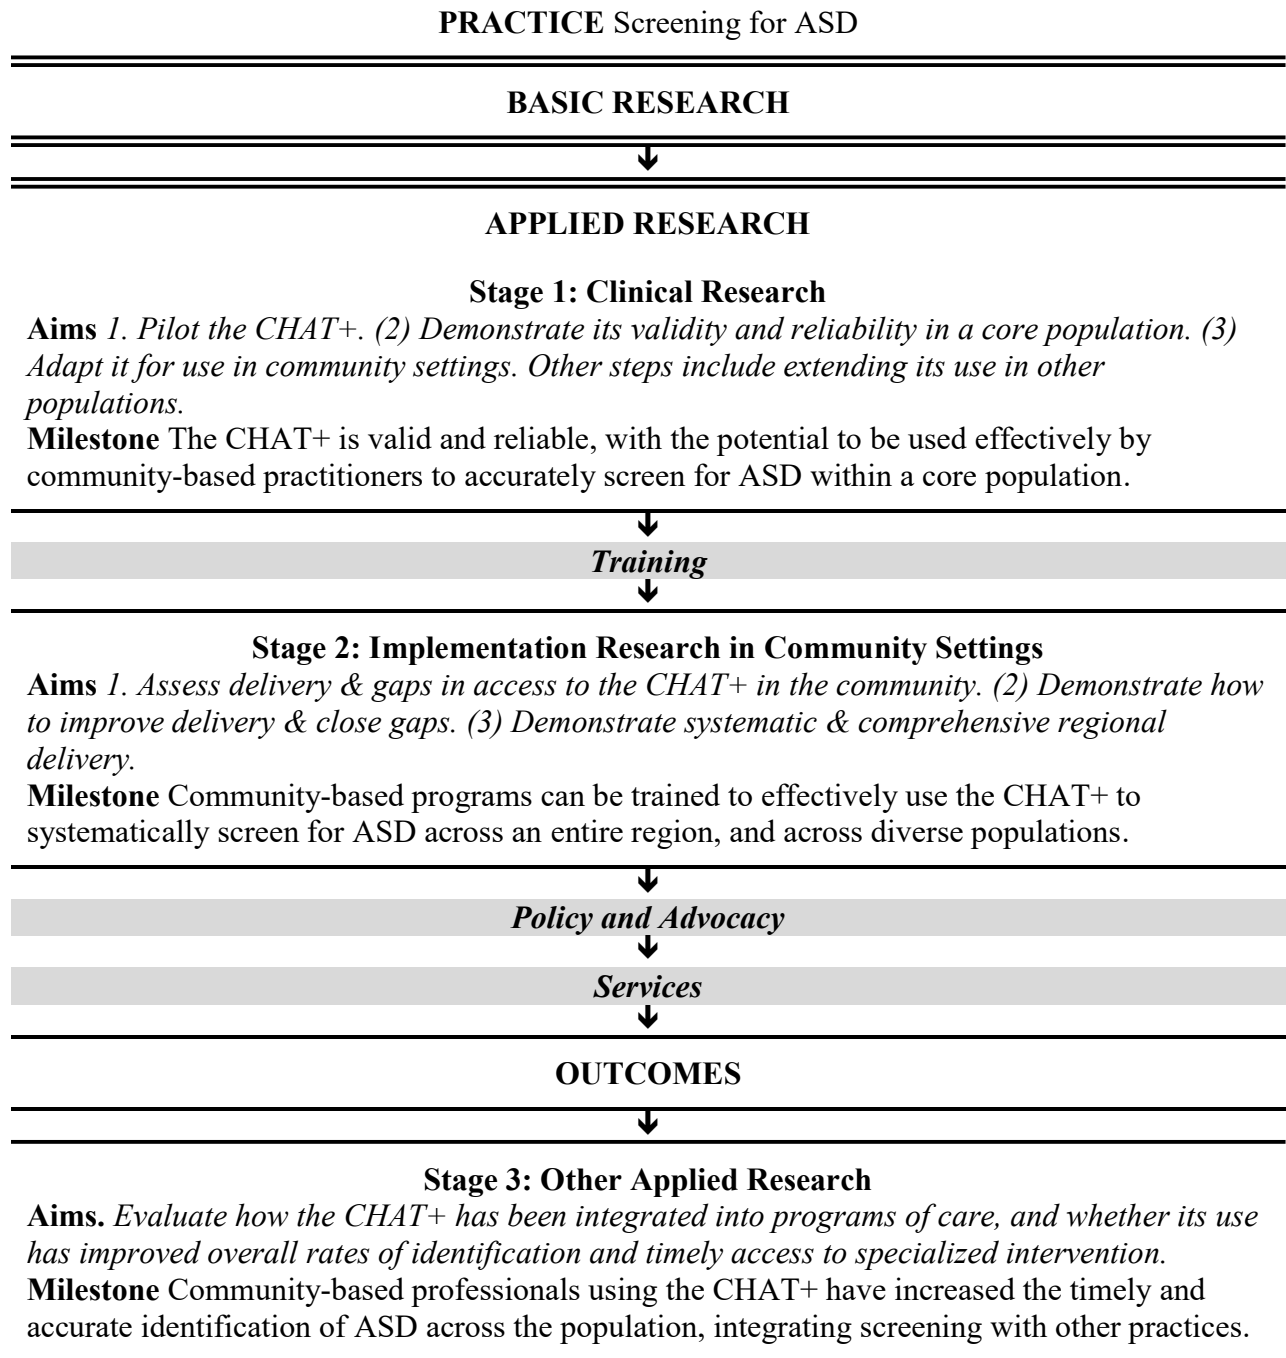 PRACTICE Screening for ASD
BASIC RESEARCH
APPLIED RESEARCH
Stage 1: Clinical Research
Aims 1. Pilot the CHAT+. (2) Demonstrate its validity and reliability in a core population. (3)
Adapt it for use in community settings. Other steps include extending its use in other
populations.
Milestone The CHAT+ is valid and reliable, with the potential to be used effectively by
community-based practitioners to accurately screen for ASD within a core population.
Training
Stage 2: Implementation Research in Community Settings
Aims 1. Assess delivery & gaps in access to the CHAT+ in the community. (2) Demonstrate how
to improve delivery & close gaps. (3) Demonstrate systematic & comprehensive regional
delivery.
Milestone Community-based programs can be trained to effectively use the CHAT+ to
systematically screen for ASD across an entire region, and across diverse populations.
Policy and Advocacy
Services
OUTCOMES
Stage 3: Other Applied Research
Aims. Evaluate how the CHAT+ has been integrated into programs of care, and whether its use
has improved overall rates of identification and timely access to specialized intervention.
Milestone Community-based professionals using the CHAT+ have increased the timely and
accurate identification of ASD across the population, integrating screening with other practices.